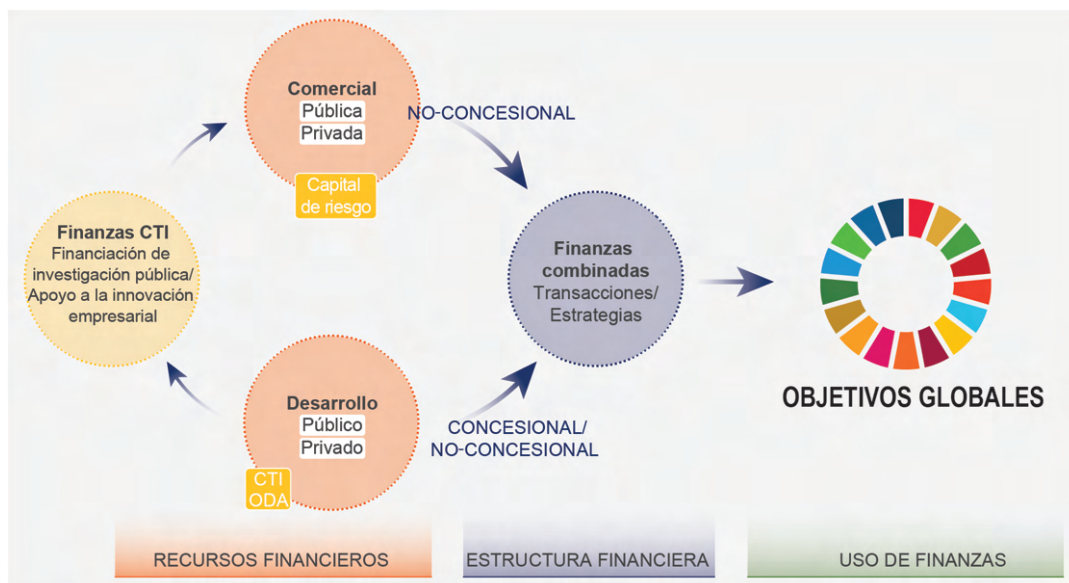 Comercial
Pública
Privada
NO-CONCESIONAL
Capital
de riesgo
Finanzas CTI
Financiación de
investigación pública/
Apoyo a la innovación
empresarial
Finanzas
combinadas
Transacciones/
Estrategias
OBJETIVOS GLOBALES
Desarrollo
Público
Privado
CONCESIONAL/
NO-CONCESIONAL
CTI
ODA
RECURSOS FINANCIEROS
ESTRUCTURA FINANCIERA
USO DE FINANZAS